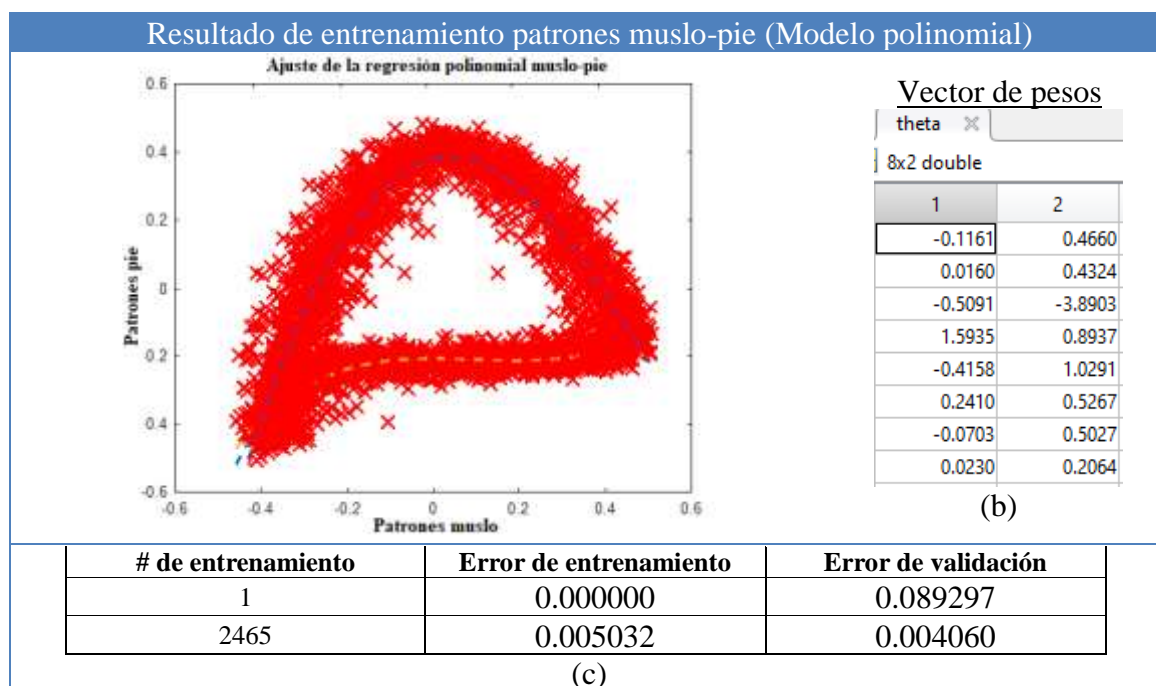 Resultado de entrenamiento patrones muslo-pie (Modelo polinomial)
Ajuste de la regresión polinomial muslo-pie
0.6
0.4
0.2
0
0.2
0.4
-0.6
Patrones pie
-0.6 -0.4 -0.2 0 0.2 0.4 0.6
Patrones muslo
Vector de pesos
theta
8x2 double
1 2
-0.1161 0.4660
0.0160 0.4324
-0.5091 -3.8903
1.5935 0.8937
-0.4158 1.0291
0.2410 0.5267
-0.0703 0.5027
0.0230 0.2064
(b)
# de entrenamiento Error de entrenamiento Error de validación
1 0.000000 0.089297
2465 0.005032 0.004060
(c)